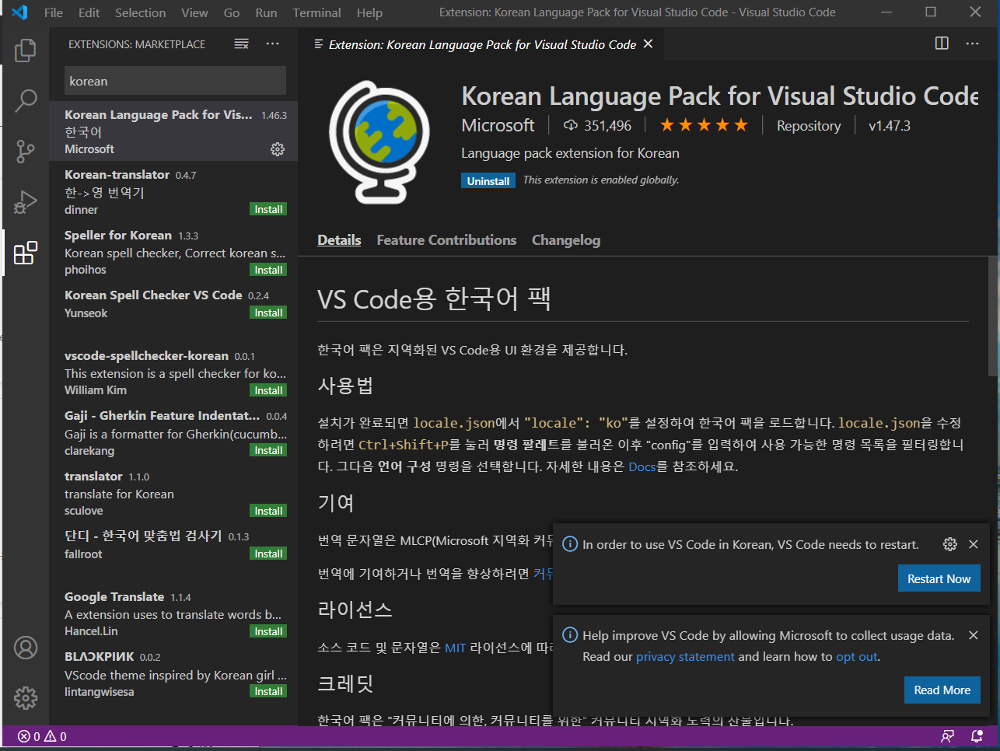 File Edit Selection View Go Run Terminal Help Extension: Korean Language Pack for Visual Studio Code - Visual Studio Code
EXTENSIONS: MARKETPLACE
korean
Korean Language Pack for Vis... 1.46.3
한국어
Microsoft
Korean-translator 0.4.7
한->영 번역기
dinner Install
Speller for Korean 1.3.3
Korean spell checker, Correct korean s...
phoihos Install
Korean Spell Checker VS Code 0.2.4
Yunseok Install
vscode-spellchecker-korean 0.0.1
This extension is a spell checker for ko...
William Kim Install
Gaji - Gherkin Feature Indentat... 0.0.4
Gaji is a formatter for Gherkin(cucumb...
clarekang Install
translator 1.1.0
translate for Korean
sculove Install
단디 - 한국어 맞춤법 검사기 0.1.3
fallroot Install
Google Translate 1.1.4
A extension uses to translate words b...
Hancel.Lin Install
BLΛƆKPIИK 0.0.2
VScode theme inspired by Korean girl ...
lintangwisesa Install
Extension: Korean Language Pack for Visual Studio Code
Korean Language Pack for Visual Studio Code
Microsoft 351,496 ★★★★★ Repository v1.47.3
Language pack extension for Korean
Uninstall This extension is enabled globally.
Details Feature Contributions Changelog
VS Code용 한국어 팩
한국어 팩은 지역화된 VS Code용 UI 환경을 제공합니다.
사용법
설치가 완료되면 locale.json에서 "locale": "ko"를 설정하여 한국어 팩을 로드합니다. locale.json을 수정
하려면 Ctrl+Shift+P를 눌러 명령 팔레트를 불러온 이후 "config"를 입력하여 사용 가능한 명령 목록을 필터링합니
다. 그다음 언어 구성 명령을 선택합니다. 자세한 내용은 Docs를 참조하세요.
기여
번역 문자열은 MLCP(Microsoft 지역화 커뮤
번역에 기여하거나 번역을 향상하려면 커뮤
라이선스
소스 코드 및 문자열은 MIT 라이선스에 따라
크레딧
한국어 팩은 "커뮤니티에 의한, 커뮤니티를 위한" 커뮤니티 지역화 노력의 산물입니다.
In order to use VS Code in Korean, VS Code needs to restart.
Restart Now
Help improve VS Code by allowing Microsoft to collect usage data.
Read our privacy statement and learn how to opt out.
Read More
0 0